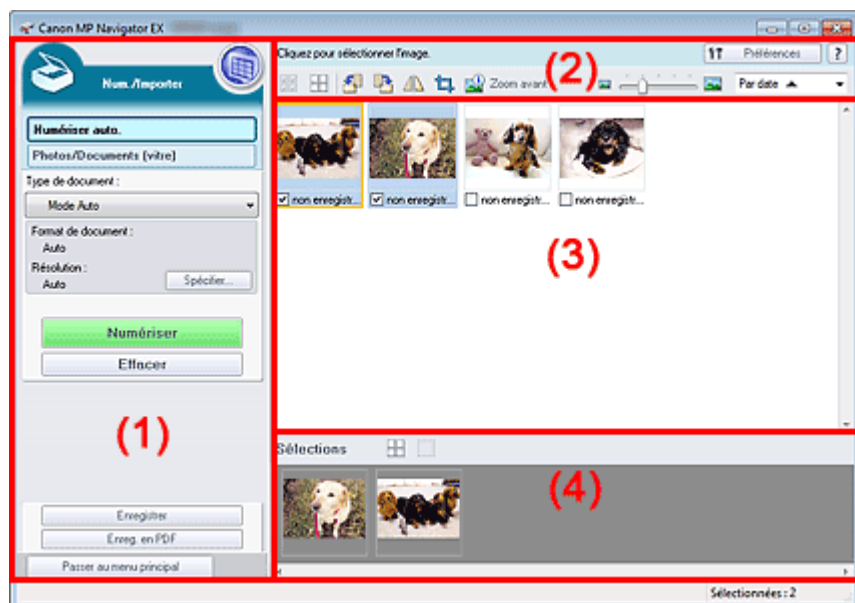 Canon MP Navigator EX
Num./Importer
Numériser auto.
Photos/Documents (vitre)
Type de document :
Mode Auto
Format de document :
Auto
Résolution :
Auto
Spécifier...
Numériser
Effacer
(1)
Enregistrer
Enreg. en PDF
Passer au menu principal
Cliquez pour sélectionner l'image.
Préférences
?
Zoom avant
(2)
Par date
non enregistr...
non enregistr...
non enregistr...
non enregistr...
(3)
Sélections
(4)
Sélectionnées : 2